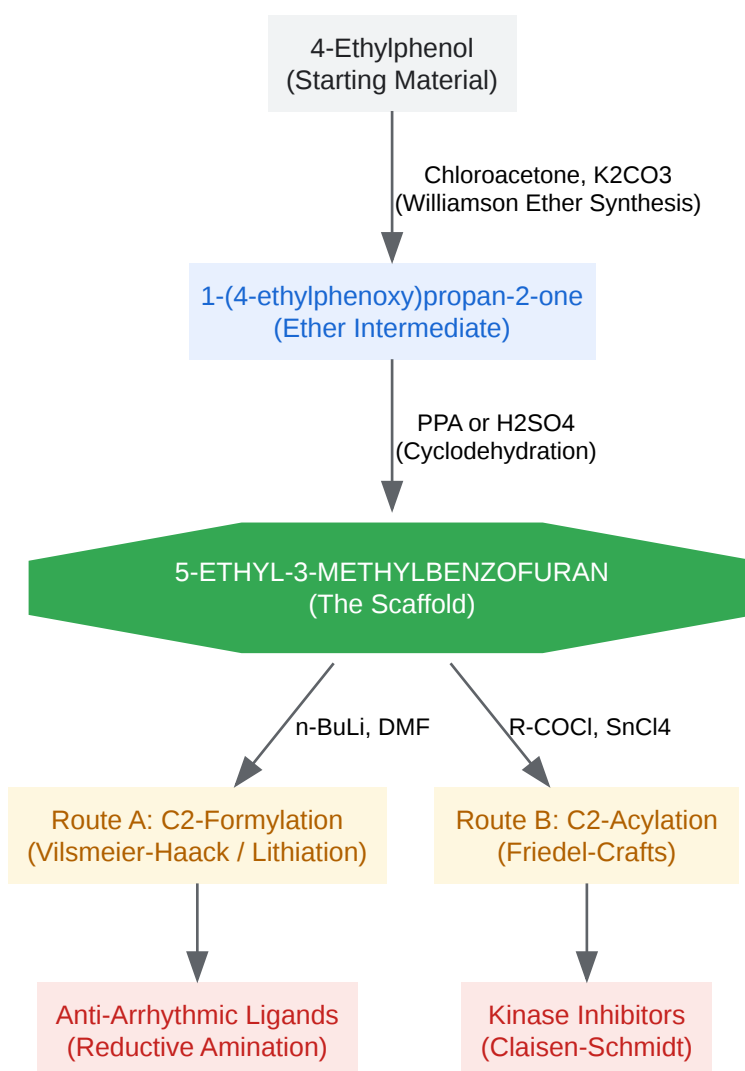 4-Ethylphenol
(Starting Material)
Chloroacetone, K2CO3
(Williamson Ether Synthesis)
1-(4-ethylphenoxy)propan-2-one
(Ether Intermediate)
PPA or H2SO4
(Cyclodehydration)
5-ETHYL-3-METHYLBENZOFURAN
(The Scaffold)
n-BuLi, DMF
R-COCl, SnCl4
Route A: C2-Formylation
(Vilsmeier-Haack / Lithiation)
Route B: C2-Acylation
(Friedel-Crafts)
Anti-Arrhythmic Ligands
(Reductive Amination)
Kinase Inhibitors
(Claisen-Schmidt)